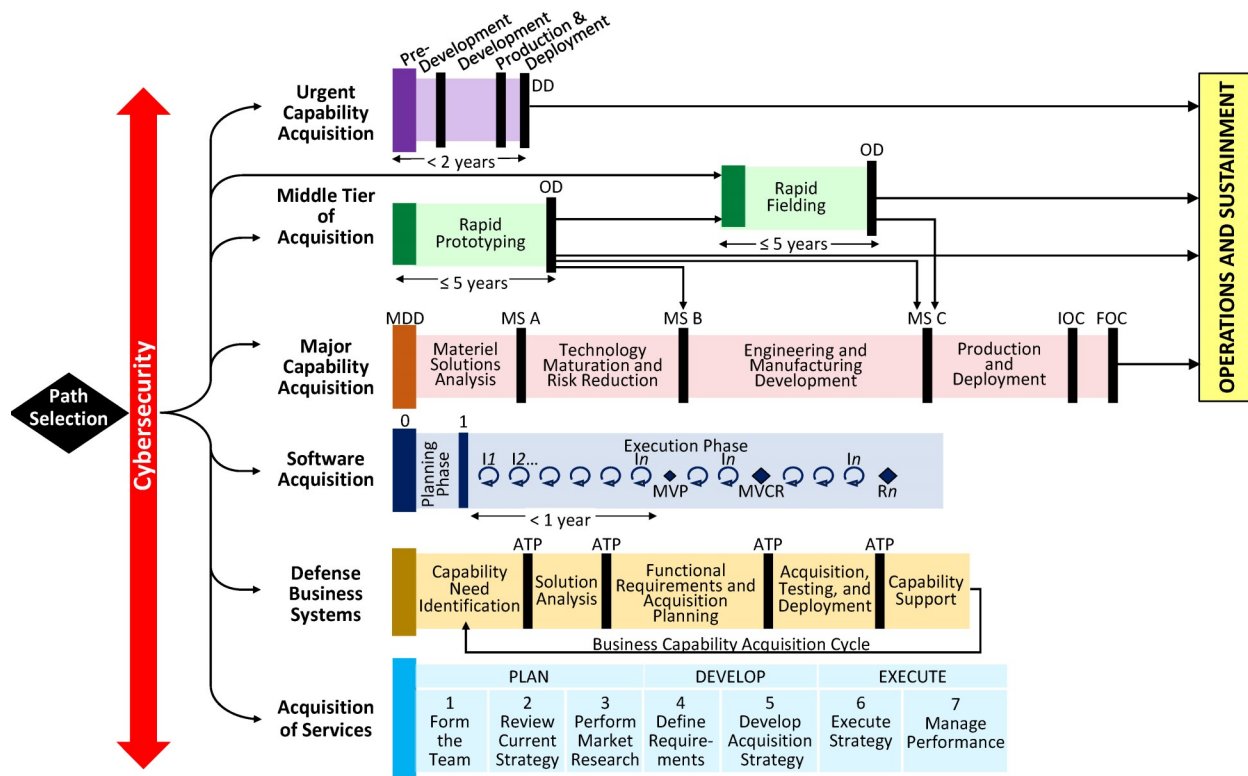 Pre-
Development
Development
Production &
Deployment
Urgent
Capability
Acquisition
DD
< 2 years
Middle Tier
of
Acquisition
Rapid
Prototyping
OD
≤ 5 years
Rapid
Fielding
OD
≤ 5 years
OPERATIONS AND SUSTAINMENT
Path
Selection
Cybersecurity
Major
Capability
Acquisition
MDD
MS A
MS B
MS C
IOC
FOC
Materiel
Solutions
Analysis
Technology
Maturation and
Risk Reduction
Engineering and
Manufacturing
Development
Production
and
Deployment
Software
Acquisition
0
1
Planning
Phase
Execution Phase
I1
I2...
In
In
In
MVP
MVCR
Rn
< 1 year
Defense
Business
Systems
ATP
ATP
ATP
ATP
Capability
Need
Identification
Solution
Analysis
Functional
Requirements and
Acquisition
Planning
Acquisition,
Testing, and
Deployment
Capability
Support
Business Capability Acquisition Cycle
Acquisition
of Services
PLAN
DEVELOP
EXECUTE
1
Form
the
Team
2
Review
Current
Strategy
3
Perform
Market
Research
4
Define
Require-
ments
5
Develop
Acquisition
Strategy
6
Execute
Strategy
7
Manage
Performance